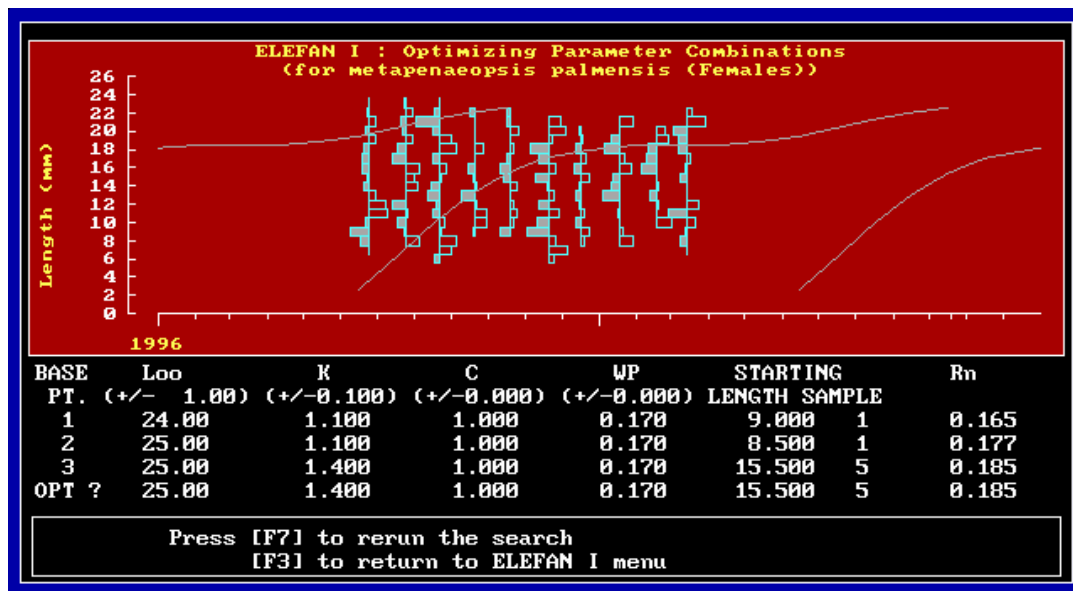 ELEFAN I : Optimizing Parameter Combinations
(for metapenaeopsis palmensis (Females))
Length (mm)
26
24
22
20
18
16
14
12
10
8
6
4
2
0
1996
BASE Loo K C WP STARTING Rn
PT. (+/- 1.00) (+/-0.100) (+/-0.000) (+/-0.000) LENGTH SAMPLE
1 24.00 1.100 1.000 0.170 9.000 1 0.165
2 25.00 1.100 1.000 0.170 8.500 1 0.177
3 25.00 1.400 1.000 0.170 15.500 5 0.185
OPT ? 25.00 1.400 1.000 0.170 15.500 5 0.185
Press [F7] to rerun the search
[F3] to return to ELEFAN I menu